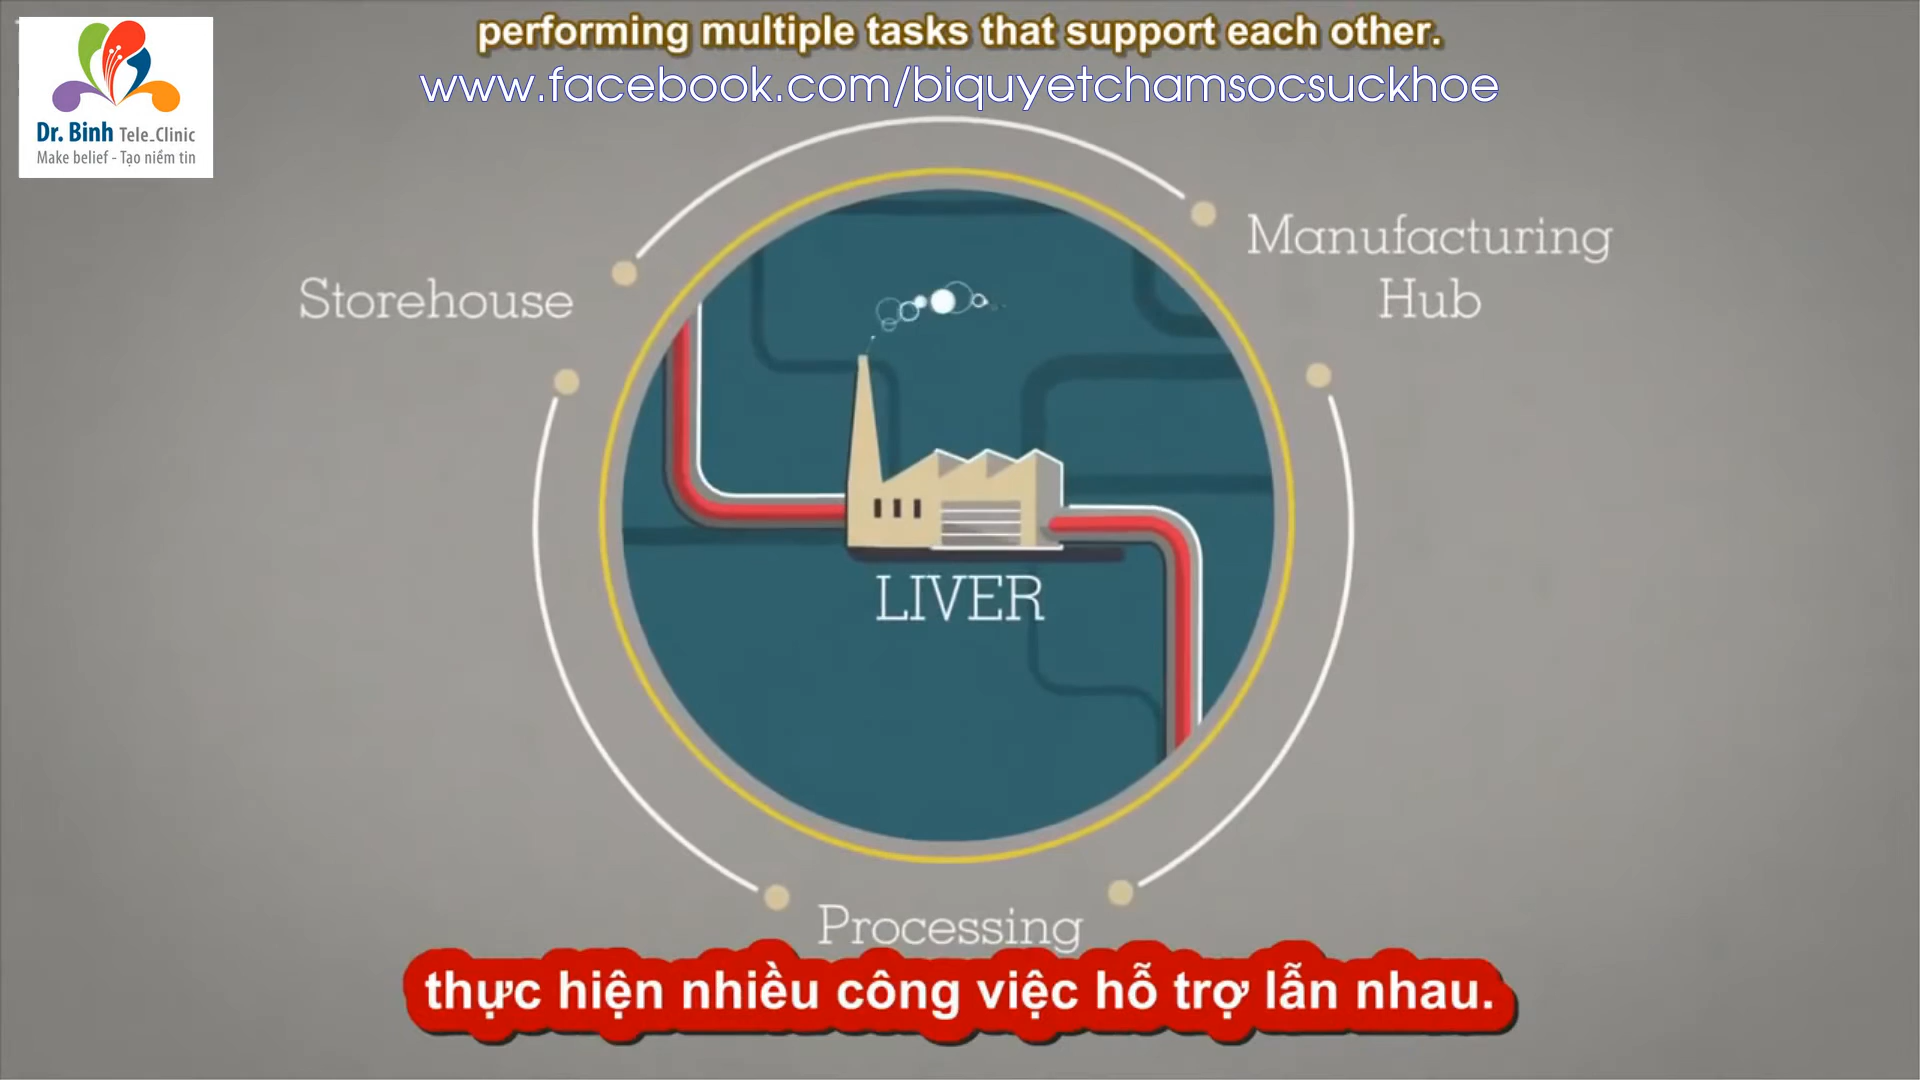 performing multiple tasks that support each other.
www.facebook.com/biquyetchamsocsuckhoe
Dr. Binh Tele_Clinic
Make belief - Tạo niềm tin
Storehouse
Manufacturing
Hub
LIVER
Processing
thực hiện nhiều công việc hỗ trợ lẫn nhau.